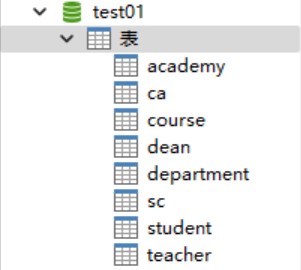 test01
表
academy
ca
course
dean
department
sc
student
teacher